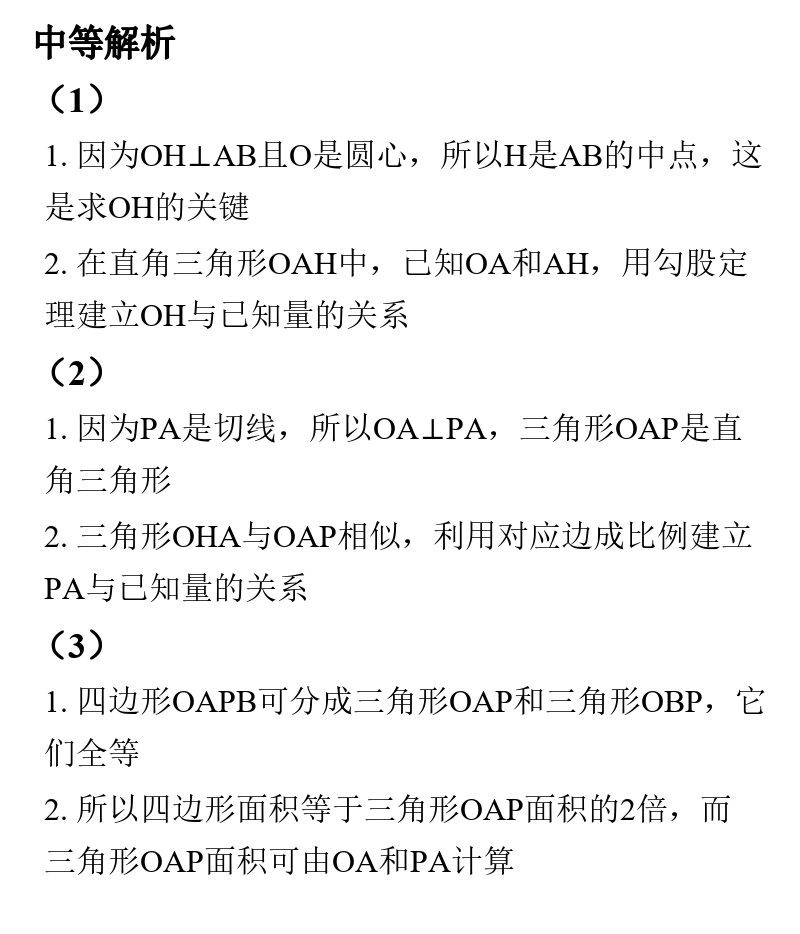 中等解析
（1）
1. 因为OH⊥AB且O是圆心，所以H是AB的中点，这
是求OH的关键
2. 在直角三角形OAH中，已知OA和AH，用勾股定
理建立OH与已知量的关系
（2）
1. 因为PA是切线，所以OA⊥PA，三角形OAP是直
角三角形
2. 三角形OHA与OAP相似，利用对应边成比例建立
PA与已知量的关系
（3）
1. 四边形OAPB可分成三角形OAP和三角形OBP，它
们全等
2. 所以四边形面积等于三角形OAP面积的2倍，而
三角形OAP面积可由OA和PA计算